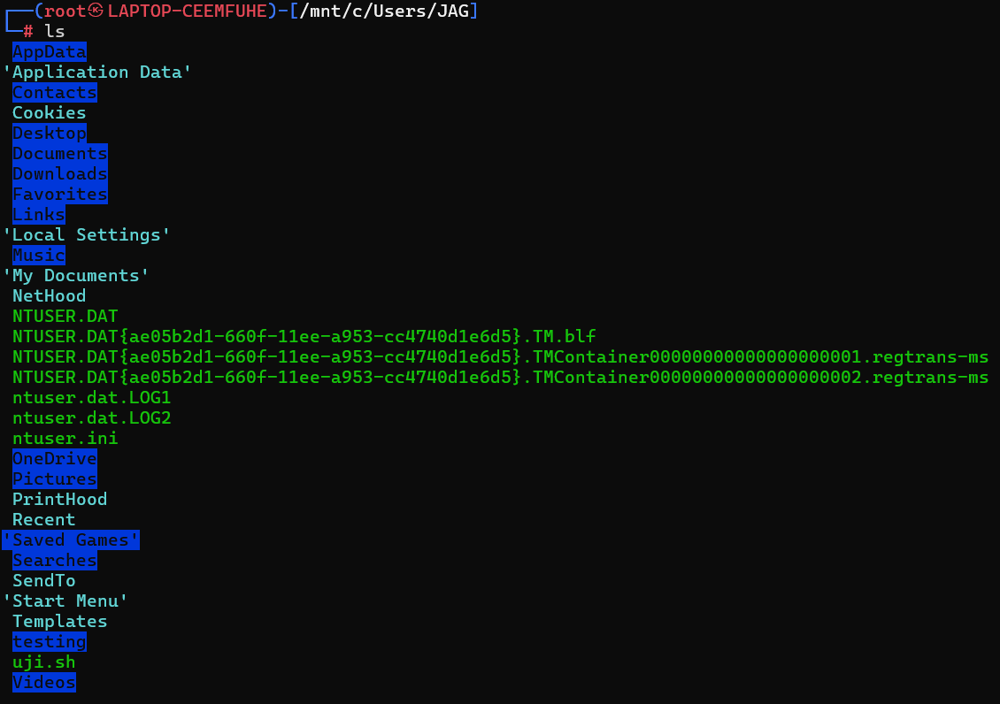 ┌──(root㉿LAPTOP-CEEMFUHE)-[/mnt/c/Users/JAG]
└─# ls
AppData
'Application Data'
Contacts
Cookies
Desktop
Documents
Downloads
Favorites
Links
'Local Settings'
Music
'My Documents'
NetHood
NTUSER.DAT
NTUSER.DAT{ae05b2d1-660f-11ee-a953-cc4740d1e6d5}.TM.blf
NTUSER.DAT{ae05b2d1-660f-11ee-a953-cc4740d1e6d5}.TMContainer00000000000000000001.regtrans-ms
NTUSER.DAT{ae05b2d1-660f-11ee-a953-cc4740d1e6d5}.TMContainer00000000000000000002.regtrans-ms
ntuser.dat.LOG1
ntuser.dat.LOG2
ntuser.ini
OneDrive
Pictures
PrintHood
Recent
'Saved Games'
Searches
SendTo
'Start Menu'
Templates
testing
uji.sh
Videos